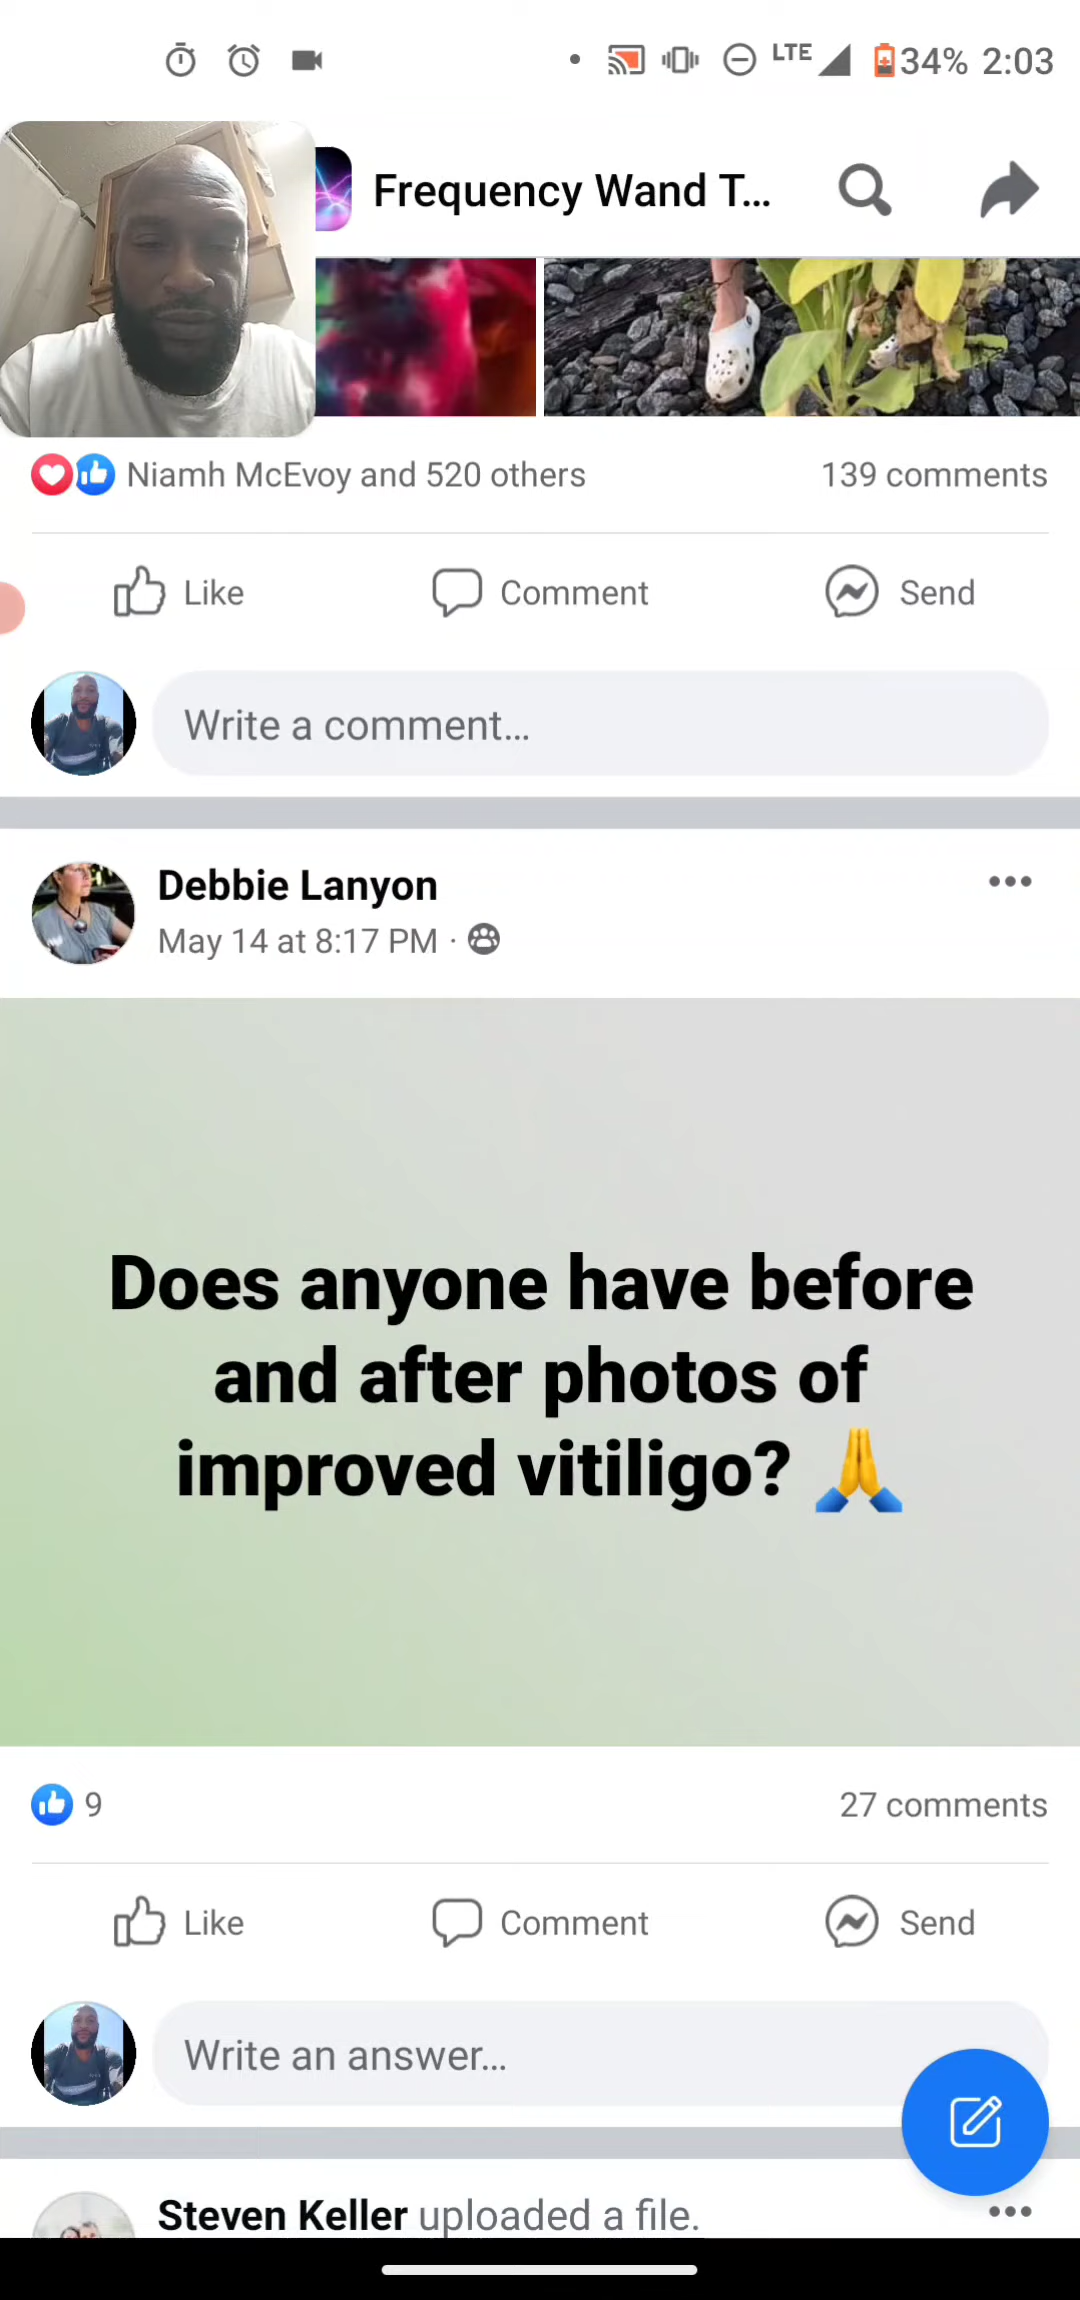 LTE 34% 2:03
Frequency Wand T...
Niamh McEvoy and 520 others 139 comments
Like Comment Send
Write a comment...
Debbie Lanyon
May 14 at 8:17 PM ·
Does anyone have before
and after photos of
improved vitiligo? 🙏
9 27 comments
Like Comment Send
Write an answer...
Steven Keller uploaded a file.